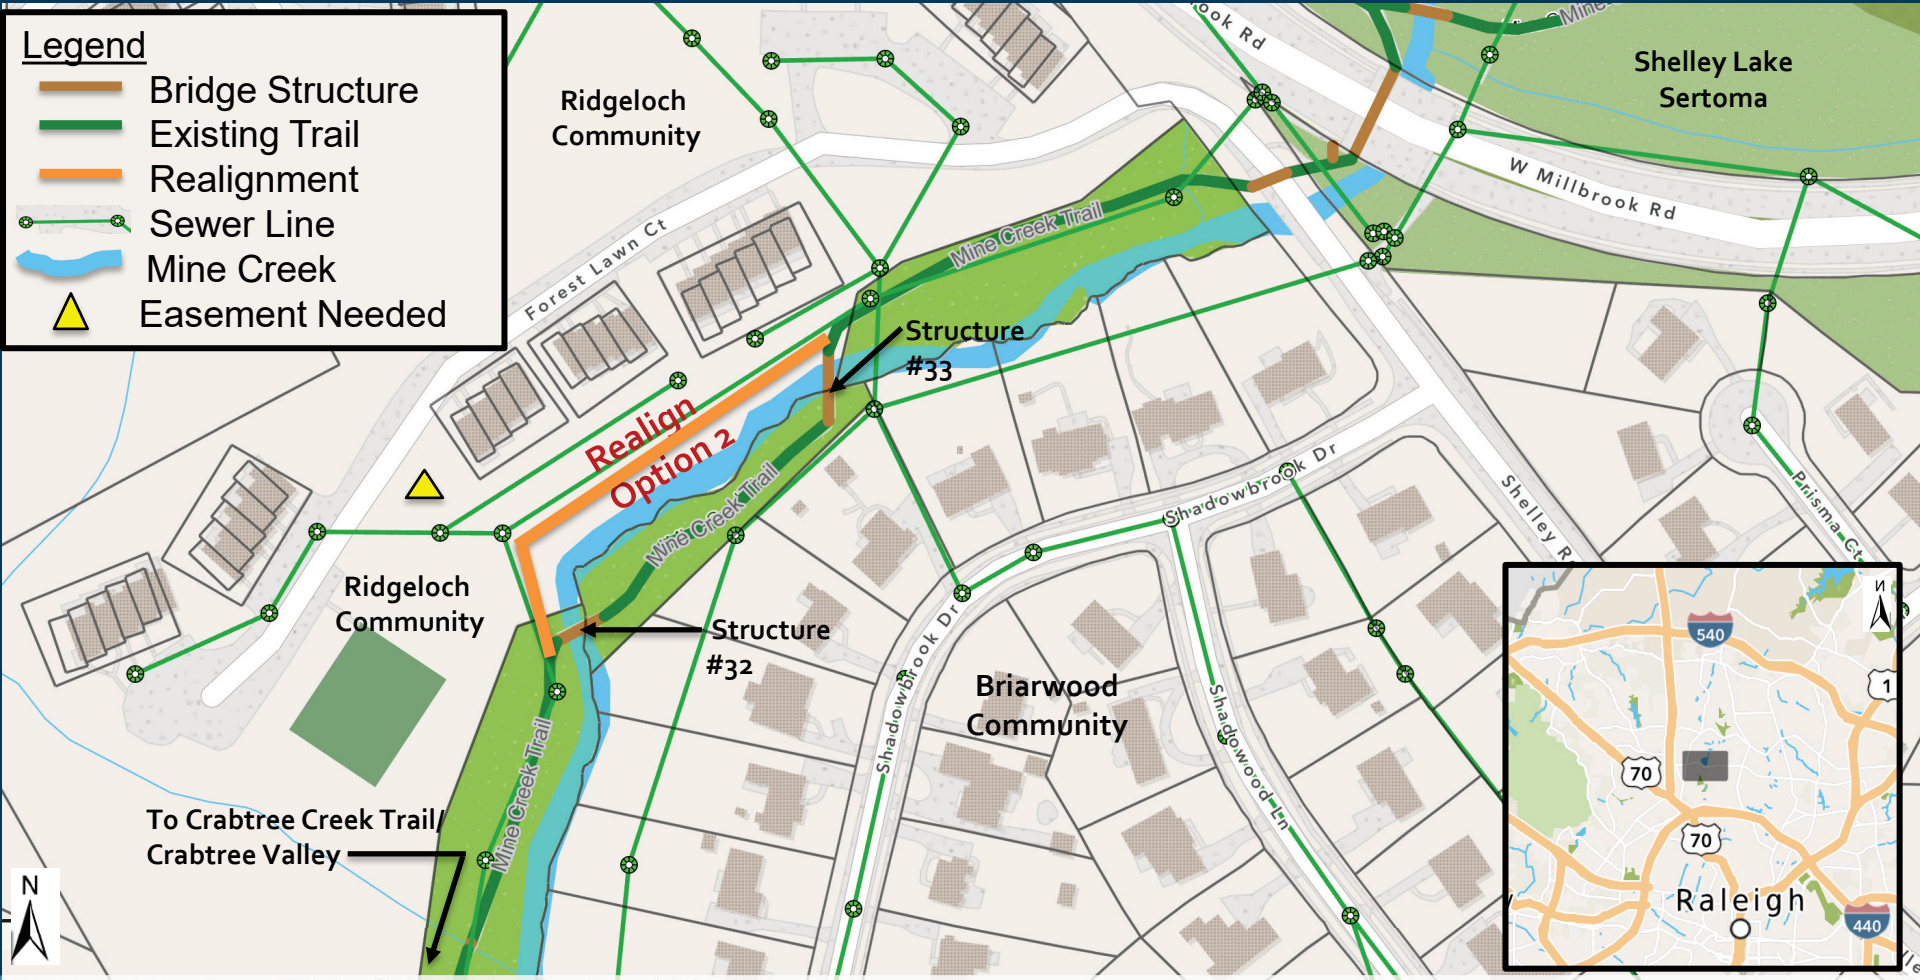 Legend
Bridge Structure
Existing Trail
Realignment
Sewer Line
Mine Creek
Easement Needed
Ridgeloch
Community
ook Rd
Mine
Shelley Lake
Sertoma
W Millbrook Rd
Forest Lawn Ct
Mine Creek Trail
Structure
#33
Realign
Option 2
Mine Creek Trail
Shadowbrook Dr
Shelley R
Prisma Ct
Ridgeloch
Community
Structure
#32
Shadowbrook Dr
Briarwood
Community
Shadowood Ln
Mine Creek Trail
To Crabtree Creek Trail/
Crabtree Valley
N
N
540
1
70
70
Raleigh
440